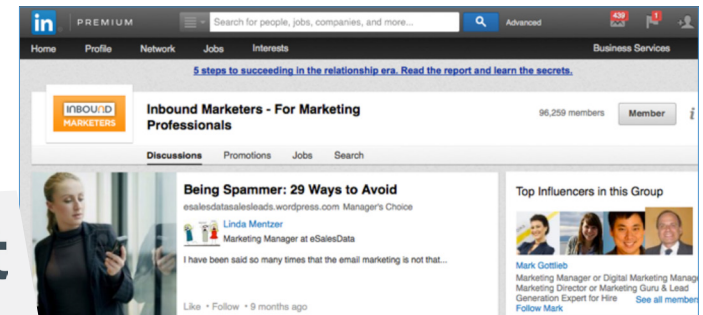 in PREMIUM Search for people, jobs, companies, and more... Advanced 439 1
Home Profile Network Jobs Interests Business Services
5 steps to succeeding in the relationship era. Read the report and learn the secrets.
INBOUND
MARKETERS
Inbound Marketers - For Marketing
Professionals
96,259 members Member
Discussions Promotions Jobs Search
Being Spammer: 29 Ways to Avoid
esalesdatasalesleads.wordpress.com Manager's Choice
Linda Mentzer
Marketing Manager at eSalesData
I have been said so many times that the email marketing is not that...
Like • Follow • 9 months ago
t
Top Influencers in this Group
Mark Gottlieb
Marketing Manager or Digital Marketing Manag
Marketing Director or Marketing Guru & Lead
Generation Expert for Hire See all members
Follow Mark